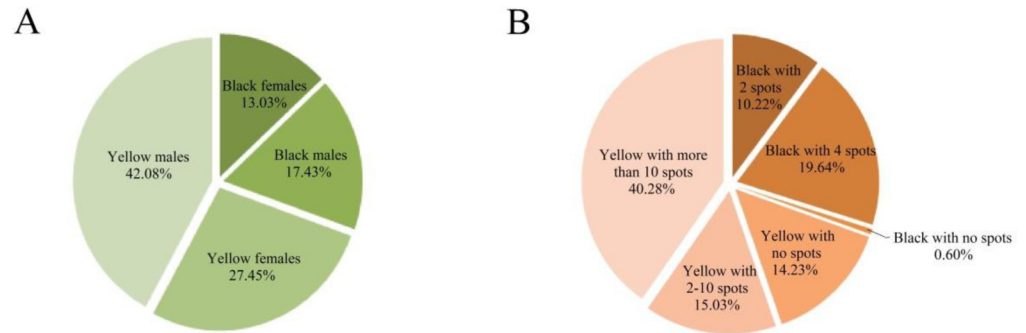 A
Black females
13.03%
Black males
17.43%
Yellow females
27.45%
Yellow males
42.08%
B
Black with
2 spots
10.22%
Black with 4 spots
19.64%
Black with no spots
0.60%
Yellow with
no spots
14.23%
Yellow with
2-10 spots
15.03%
Yellow with more
than 10 spots
40.28%